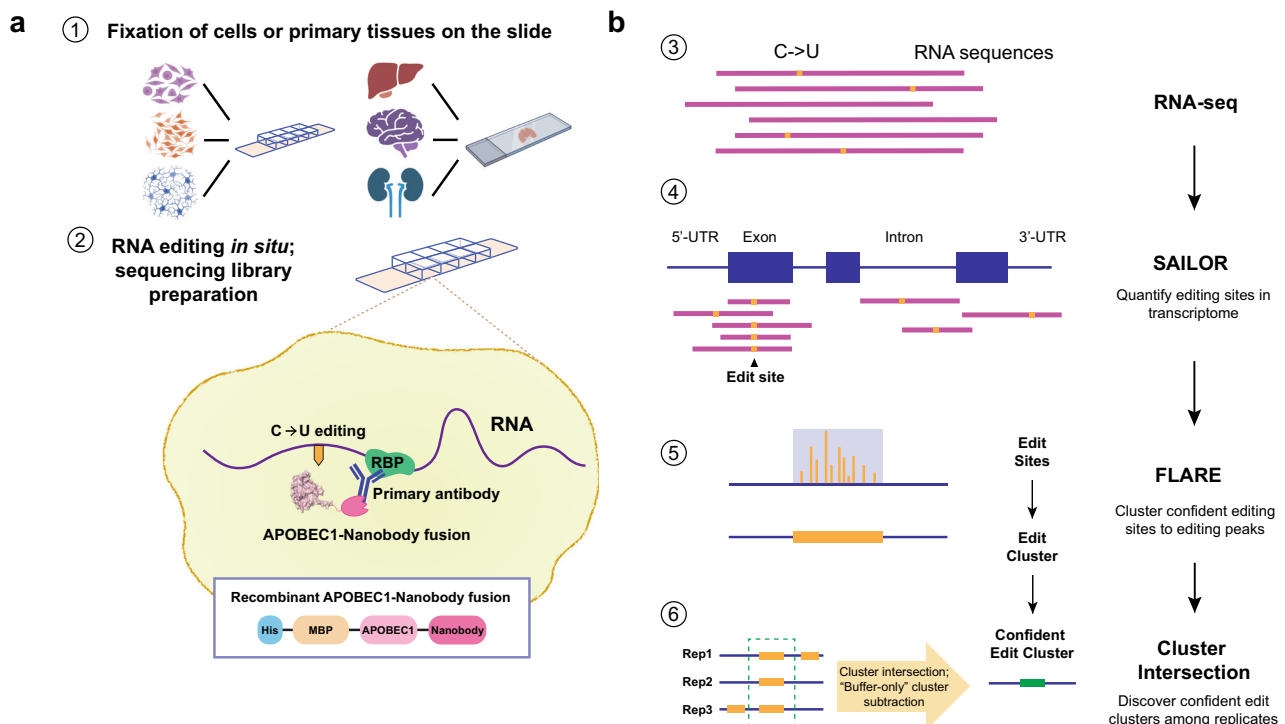 a
1 Fixation of cells or primary tissues on the slide
2 RNA editing in situ;
sequencing library
preparation
C→U editing
RNA
RBP
Primary antibody
APOBEC1-Nanobody fusion
Recombinant APOBEC1-Nanobody fusion
His MBP APOBEC1 Nanobody
b
3
C->U RNA sequences
RNA-seq
4
5'-UTR Exon Intron 3'-UTR
Edit site
SAILOR
Quantify editing sites in
transcriptome
5
Edit
Sites
Edit
Cluster
FLARE
Cluster confident editing
sites to editing peaks
6
Rep1
Rep2
Rep3
Cluster intersection;
“Buffer-only” cluster
subtraction
Confident
Edit Cluster
Cluster
Intersection
Discover confident edit
clusters among replicates